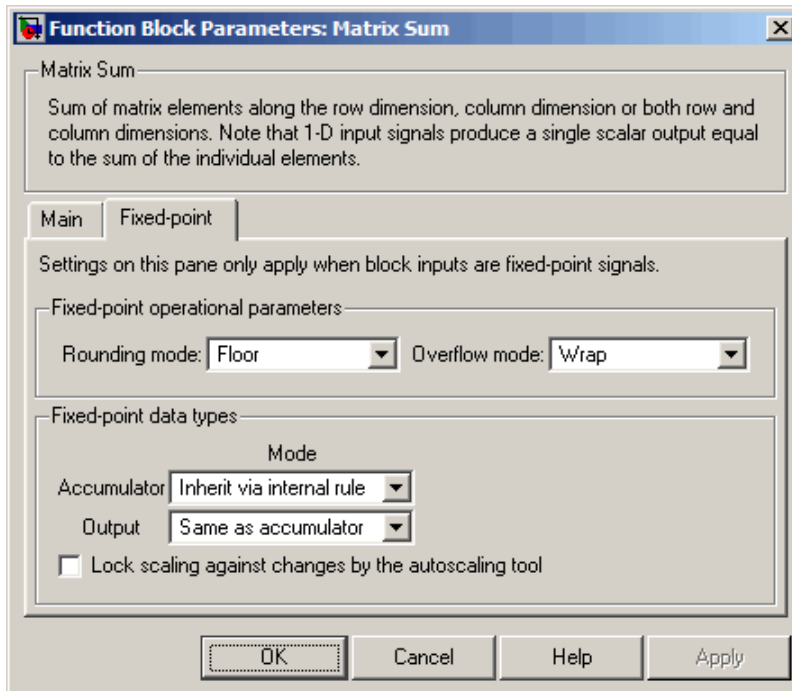 Function Block Parameters: Matrix Sum
Matrix Sum
Sum of matrix elements along the row dimension, column dimension or both row and
column dimensions. Note that 1-D input signals produce a single scalar output equal
to the sum of the individual elements.
Main Fixed-point
Settings on this pane only apply when block inputs are fixed-point signals.
Fixed-point operational parameters
Rounding mode: Floor Overflow mode: Wrap
Fixed-point data types
Mode
Accumulator Inherit via internal rule
Output Same as accumulator
Lock scaling against changes by the autoscaling tool
OK Cancel Help Apply